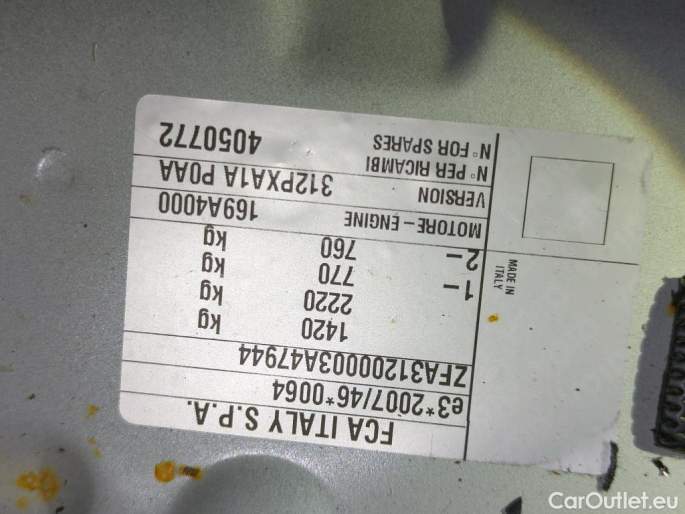 FCA ITALY S.P.A.
e3*2007/46*0064
ZFA31200003A47944
1420 kg
2220 kg
1– 770 kg
2– 760 kg
MOTORE – ENGINE 169A4000
VERSION 312PXA1A P0AA
N° PER RICAMBI
N° FOR SPARES 4050772
MADE IN
ITALY
CarOutlet.eu